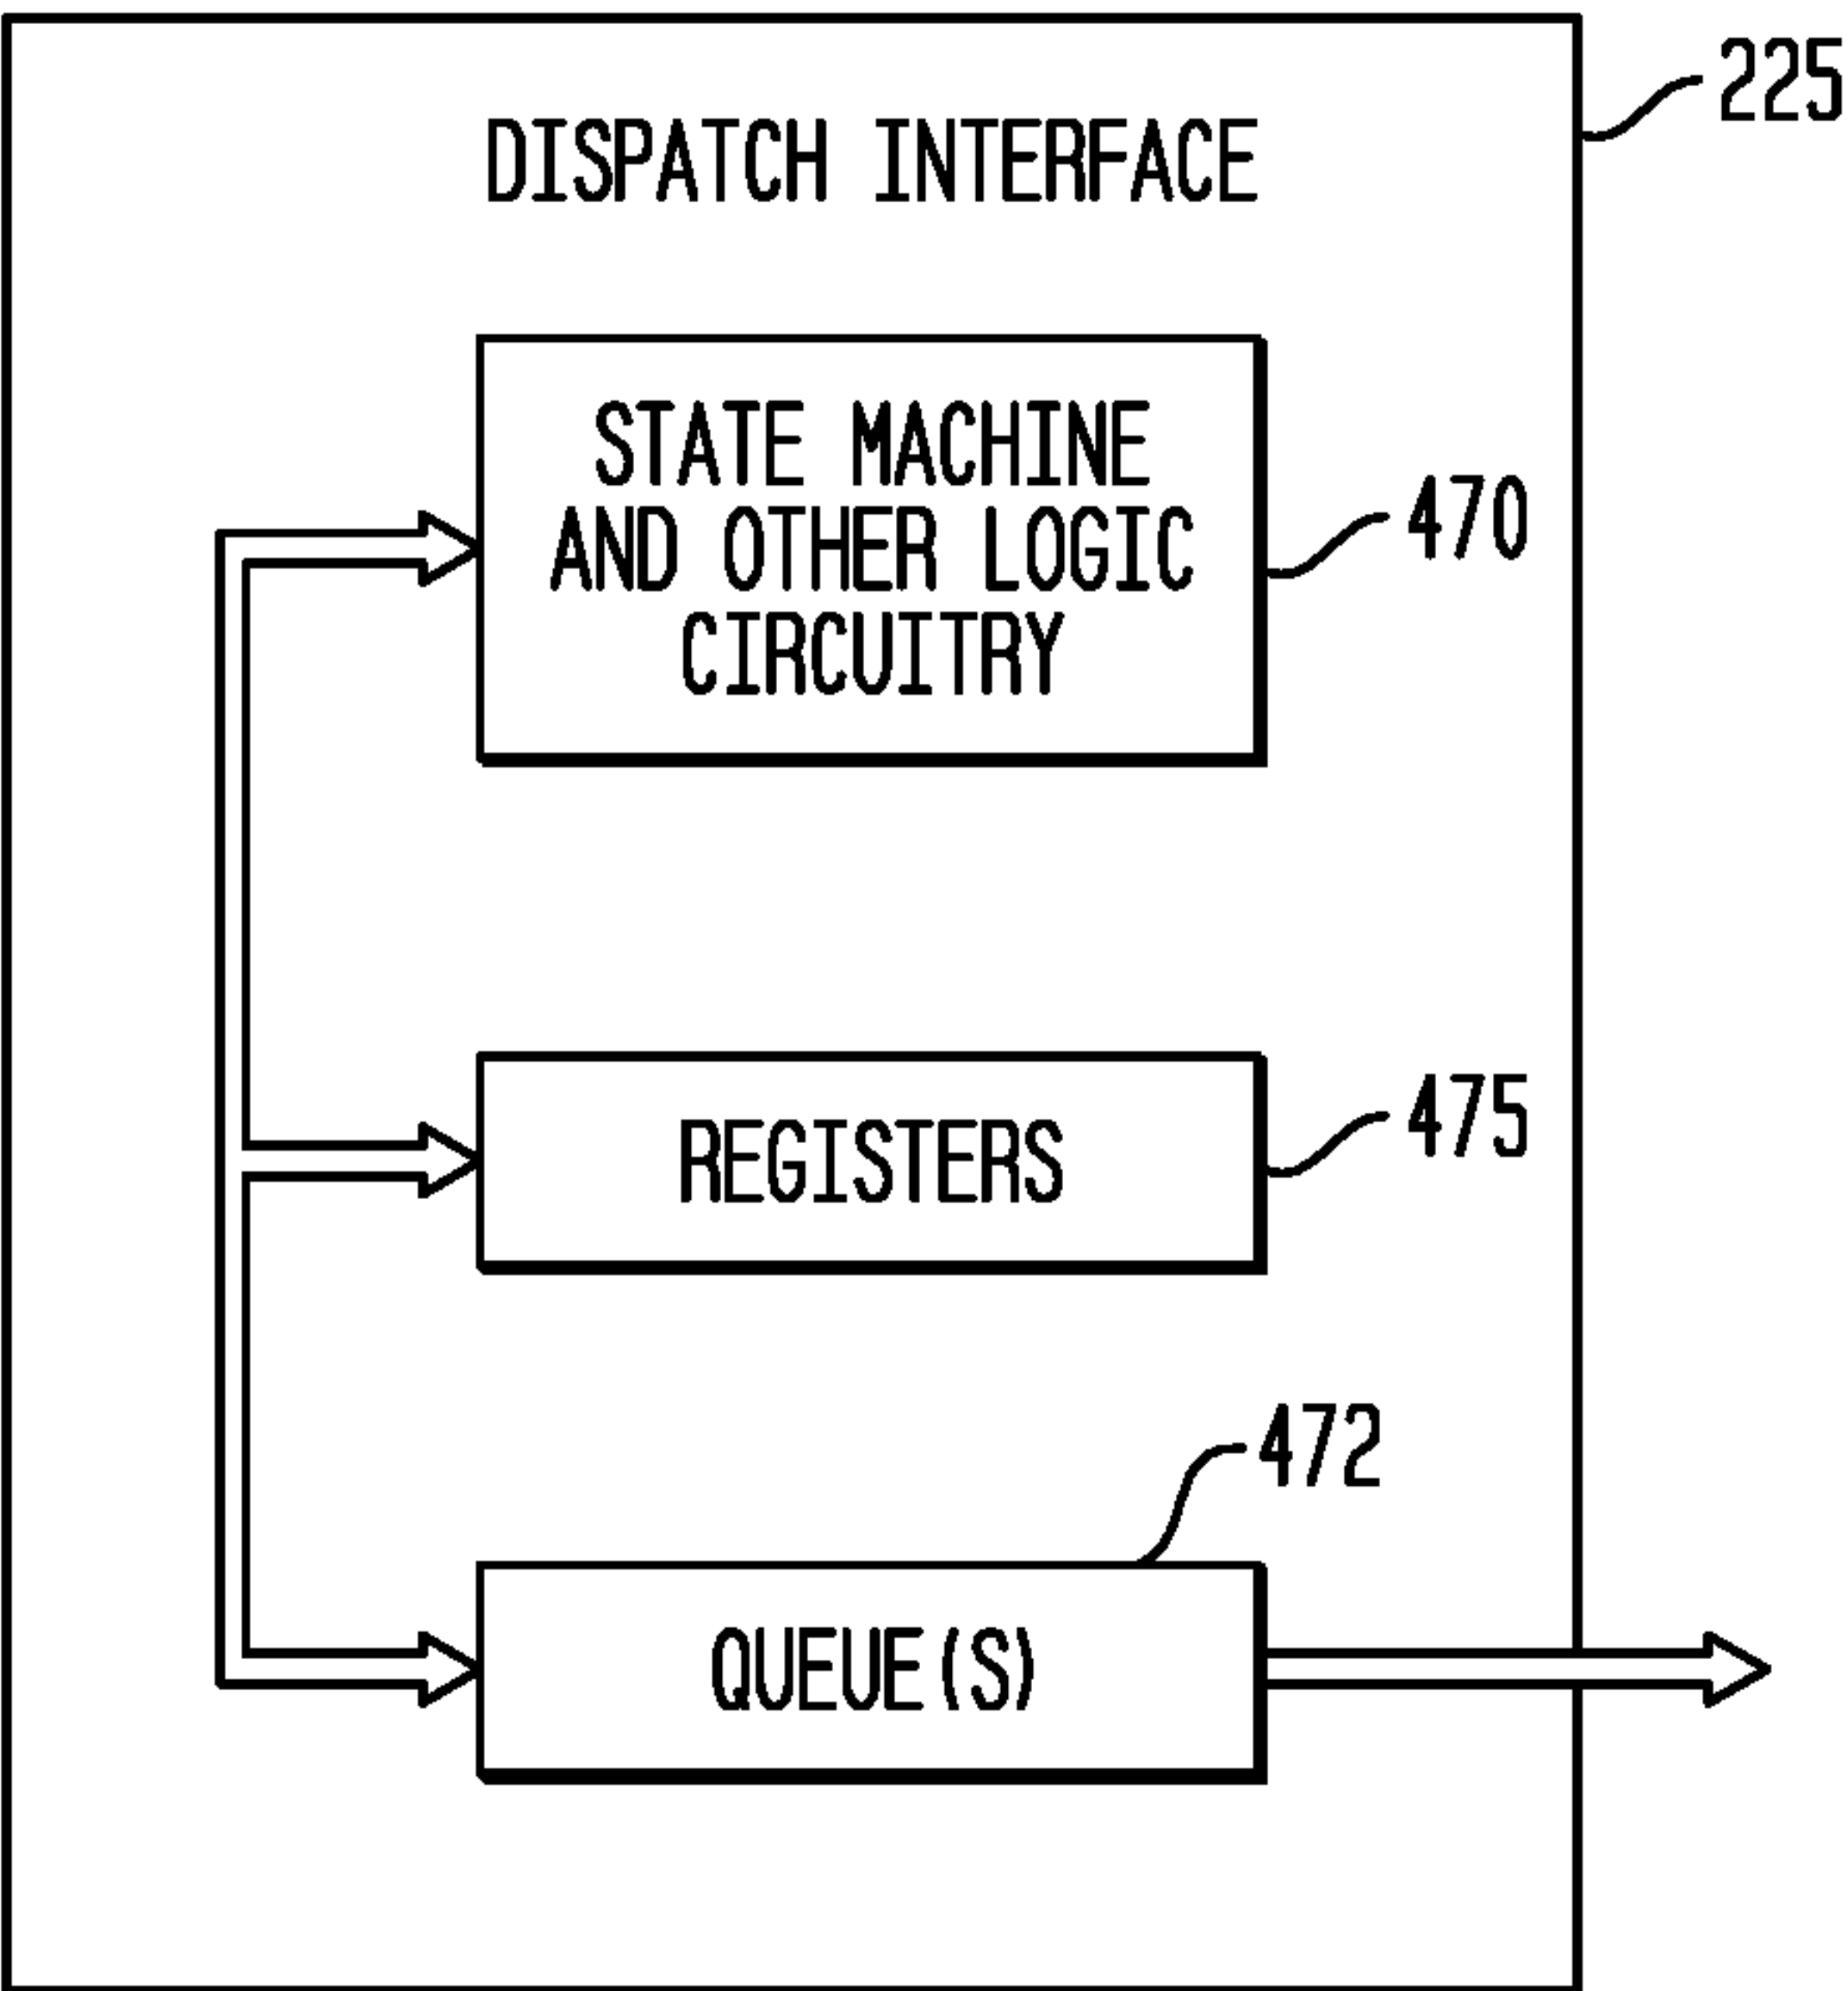 225
DISPATCH INTERFACE
STATE MACHINE
AND OTHER LOGIC
CIRCUITRY
470
REGISTERS
475
472
QUEUE(S)